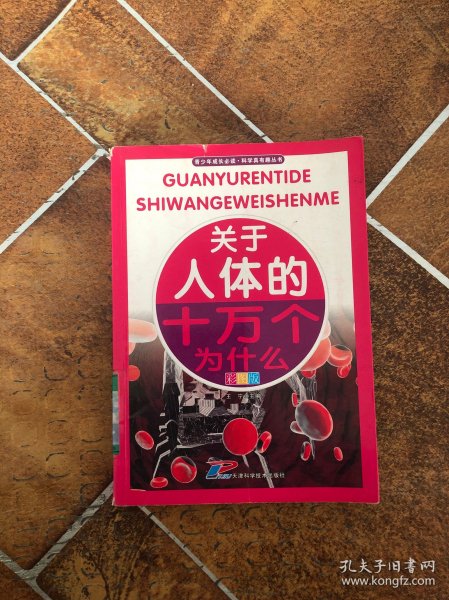 青少年成长必读·科学真有趣丛书
GUANYURENTIDE
SHIWANGEWEISHENME
关于
人体的
十万个
为什么
彩图版
天津科学技术出版社
孔夫子旧书网
www.kongfz.com